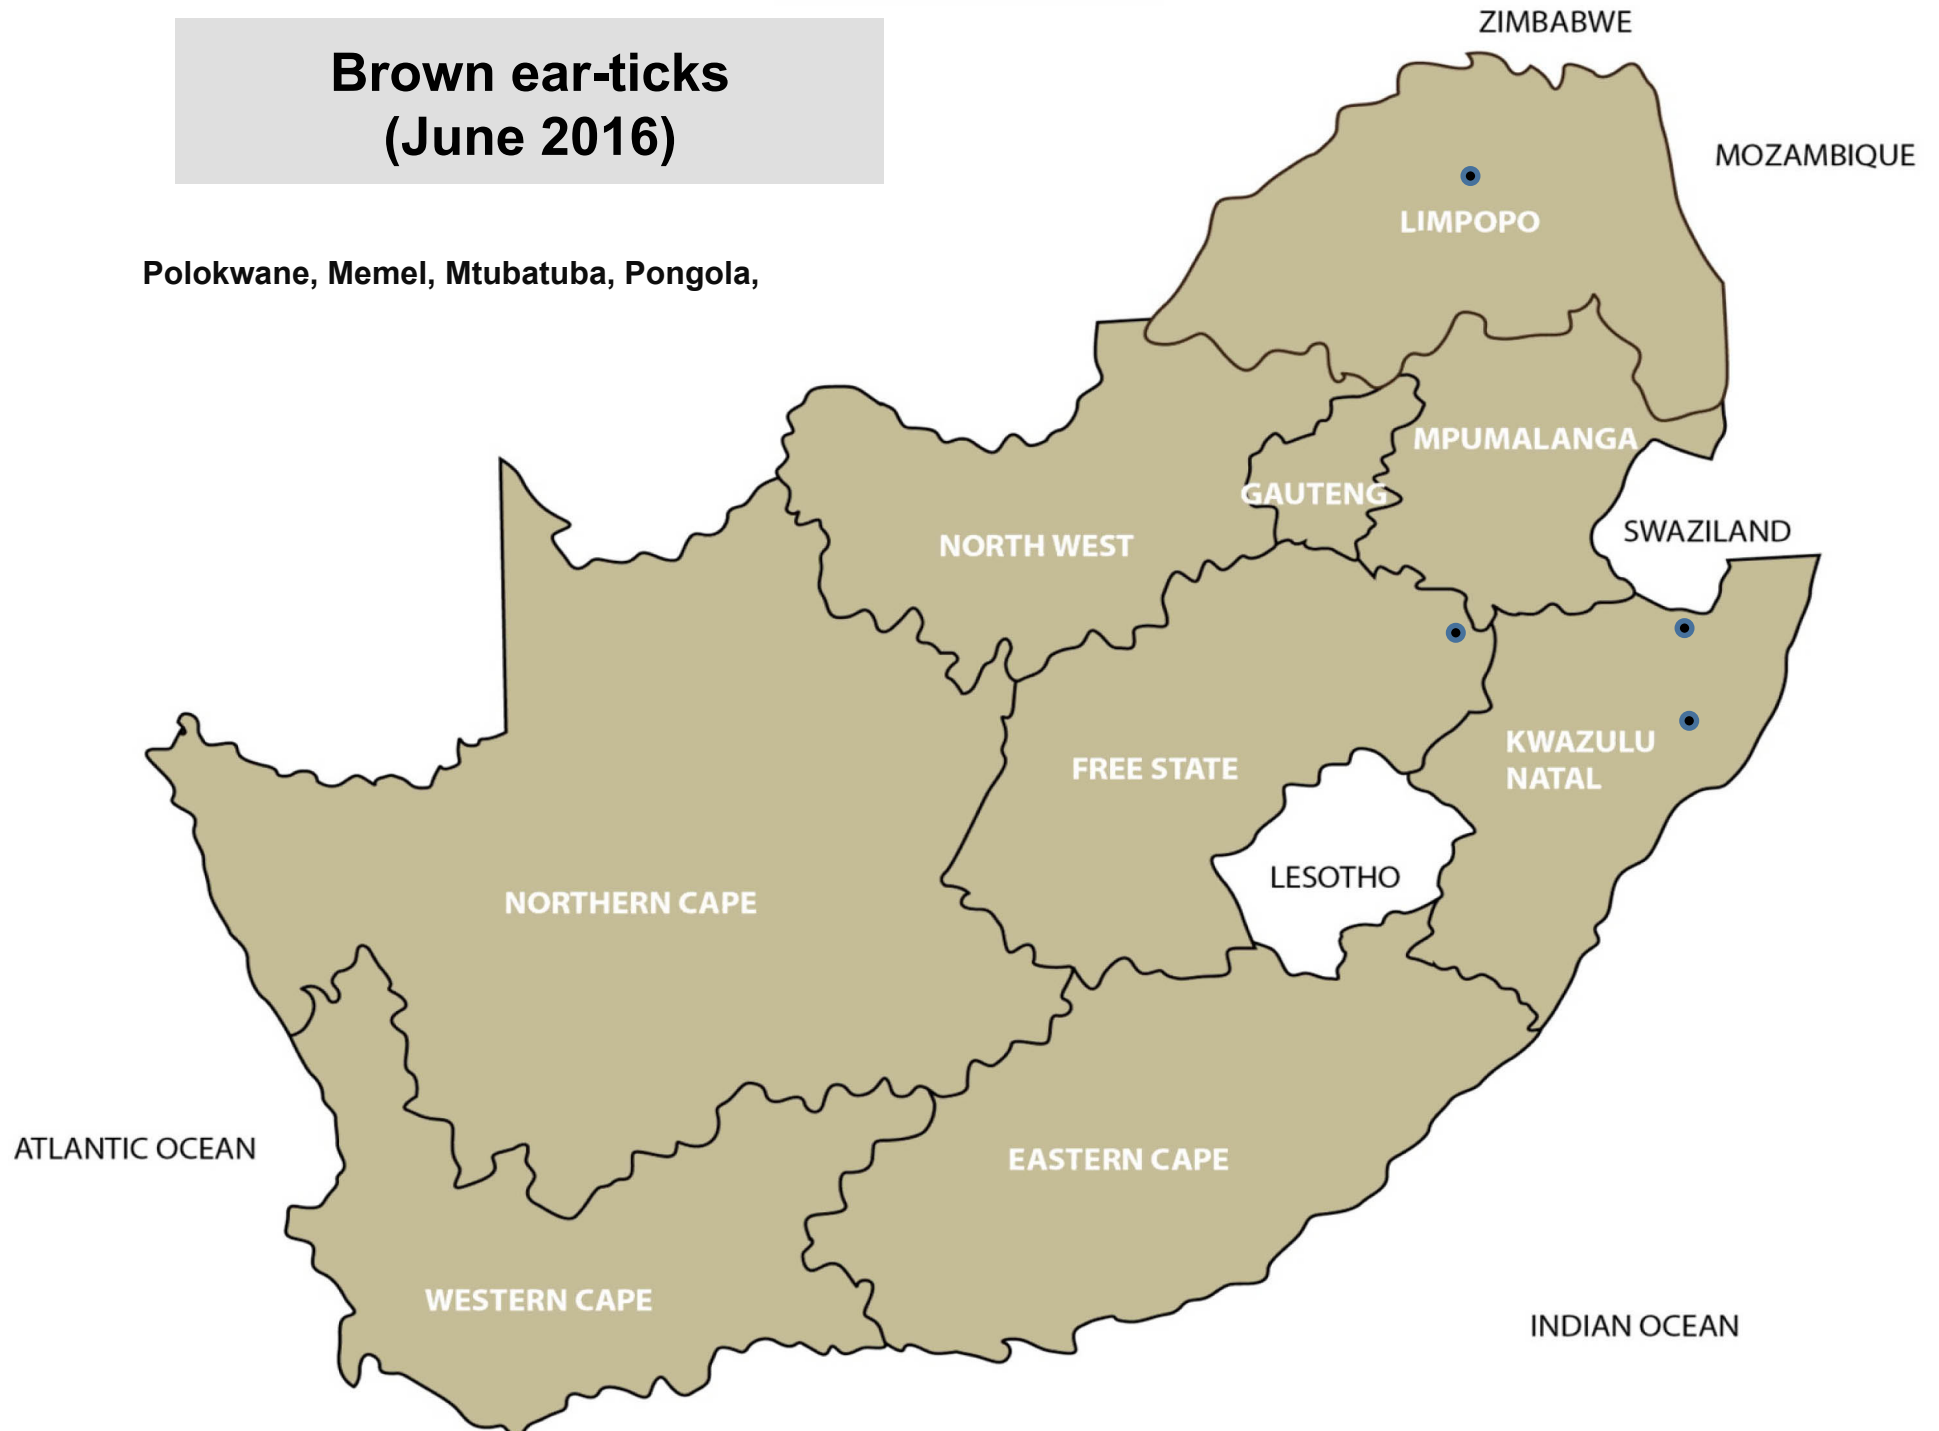 Brown ear-ticks
(June 2016)
Polokwane, Memel, Mtubatuba, Pongola,
ZIMBABWE
MOZAMBIQUE
LIMPOPO
MPUMALANGA
GAUTENG
SWAZILAND
NORTH WEST
KWAZULU
NATAL
FREE STATE
LESOTHO
NORTHERN CAPE
ATLANTIC OCEAN
EASTERN CAPE
WESTERN CAPE
INDIAN OCEAN